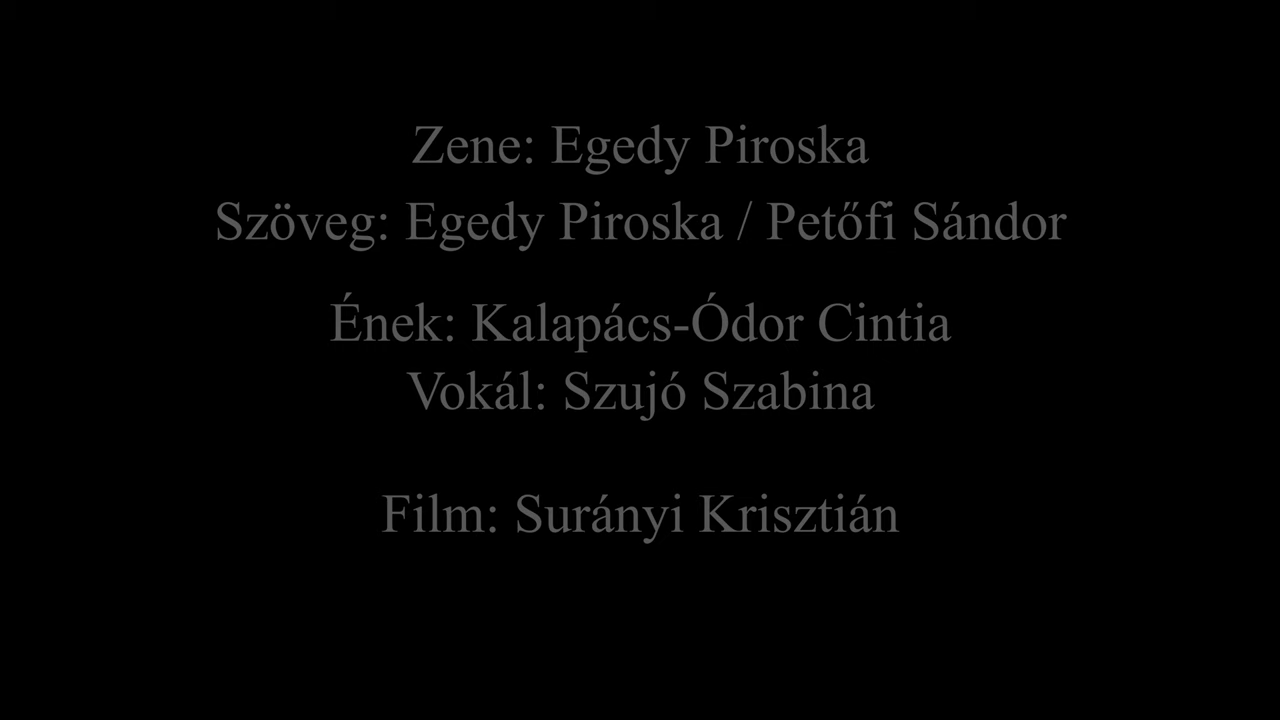 Zene: Egedy Piroska
Szöveg: Egedy Piroska / Petőfi Sándor
Ének: Kalapács-Ódor Cintia
Vokál: Szujó Szabina
Film: Surányi Krisztián